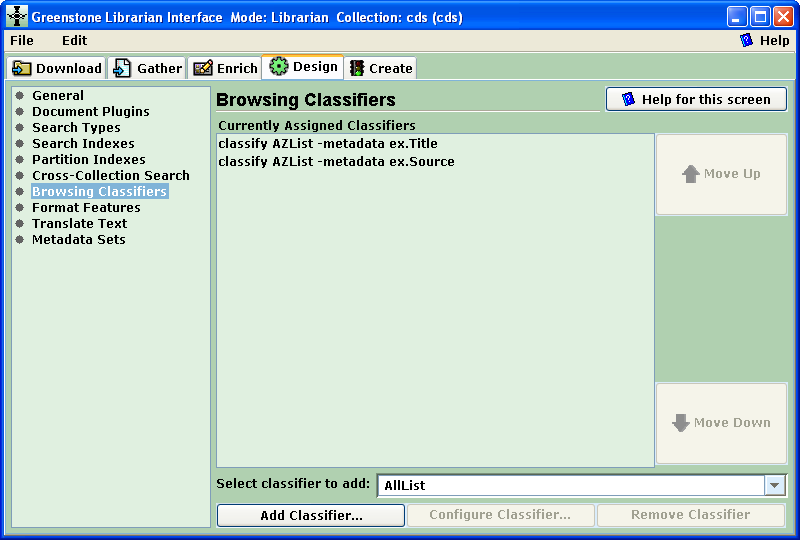 Greenstone Librarian Interface  Mode: Librarian  Collection: cds (cds)
File Edit Help
Download Gather Enrich Design Create
General
Document Plugins
Search Types
Search Indexes
Partition Indexes
Cross-Collection Search
Browsing Classifiers
Format Features
Translate Text
Metadata Sets
Browsing Classifiers
Help for this screen
Currently Assigned Classifiers
classify AZList -metadata ex.Title
classify AZList -metadata ex.Source
Move Up
Move Down
Select classifier to add: AllList
Add Classifier... Configure Classifier... Remove Classifier